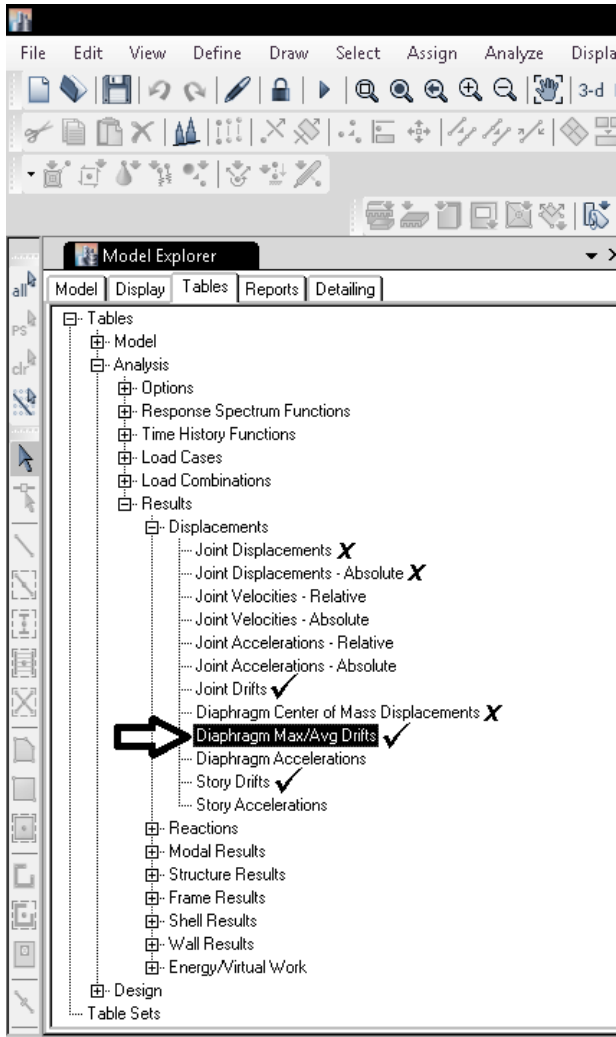 File Edit View Define Draw Select Assign Analyze Displa
3-d
Model Explorer
all Model Display Tables Reports Detailing
Tables
PS
Model
Analysis
clr
Options
Response Spectrum Functions
Time History Functions
Load Cases
Load Combinations
Results
Displacements
Joint Displacements X
Joint Displacements - Absolute X
Joint Velocities - Relative
Joint Velocities - Absolute
Joint Accelerations - Relative
Joint Accelerations - Absolute
Joint Drifts ✓
Diaphragm Center of Mass Displacements X
Diaphragm Max/Avg Drifts ✓
Diaphragm Accelerations
Story Drifts ✓
Story Accelerations
Reactions
Modal Results
Structure Results
Frame Results
Shell Results
Wall Results
Energy/Virtual Work
Design
Table Sets